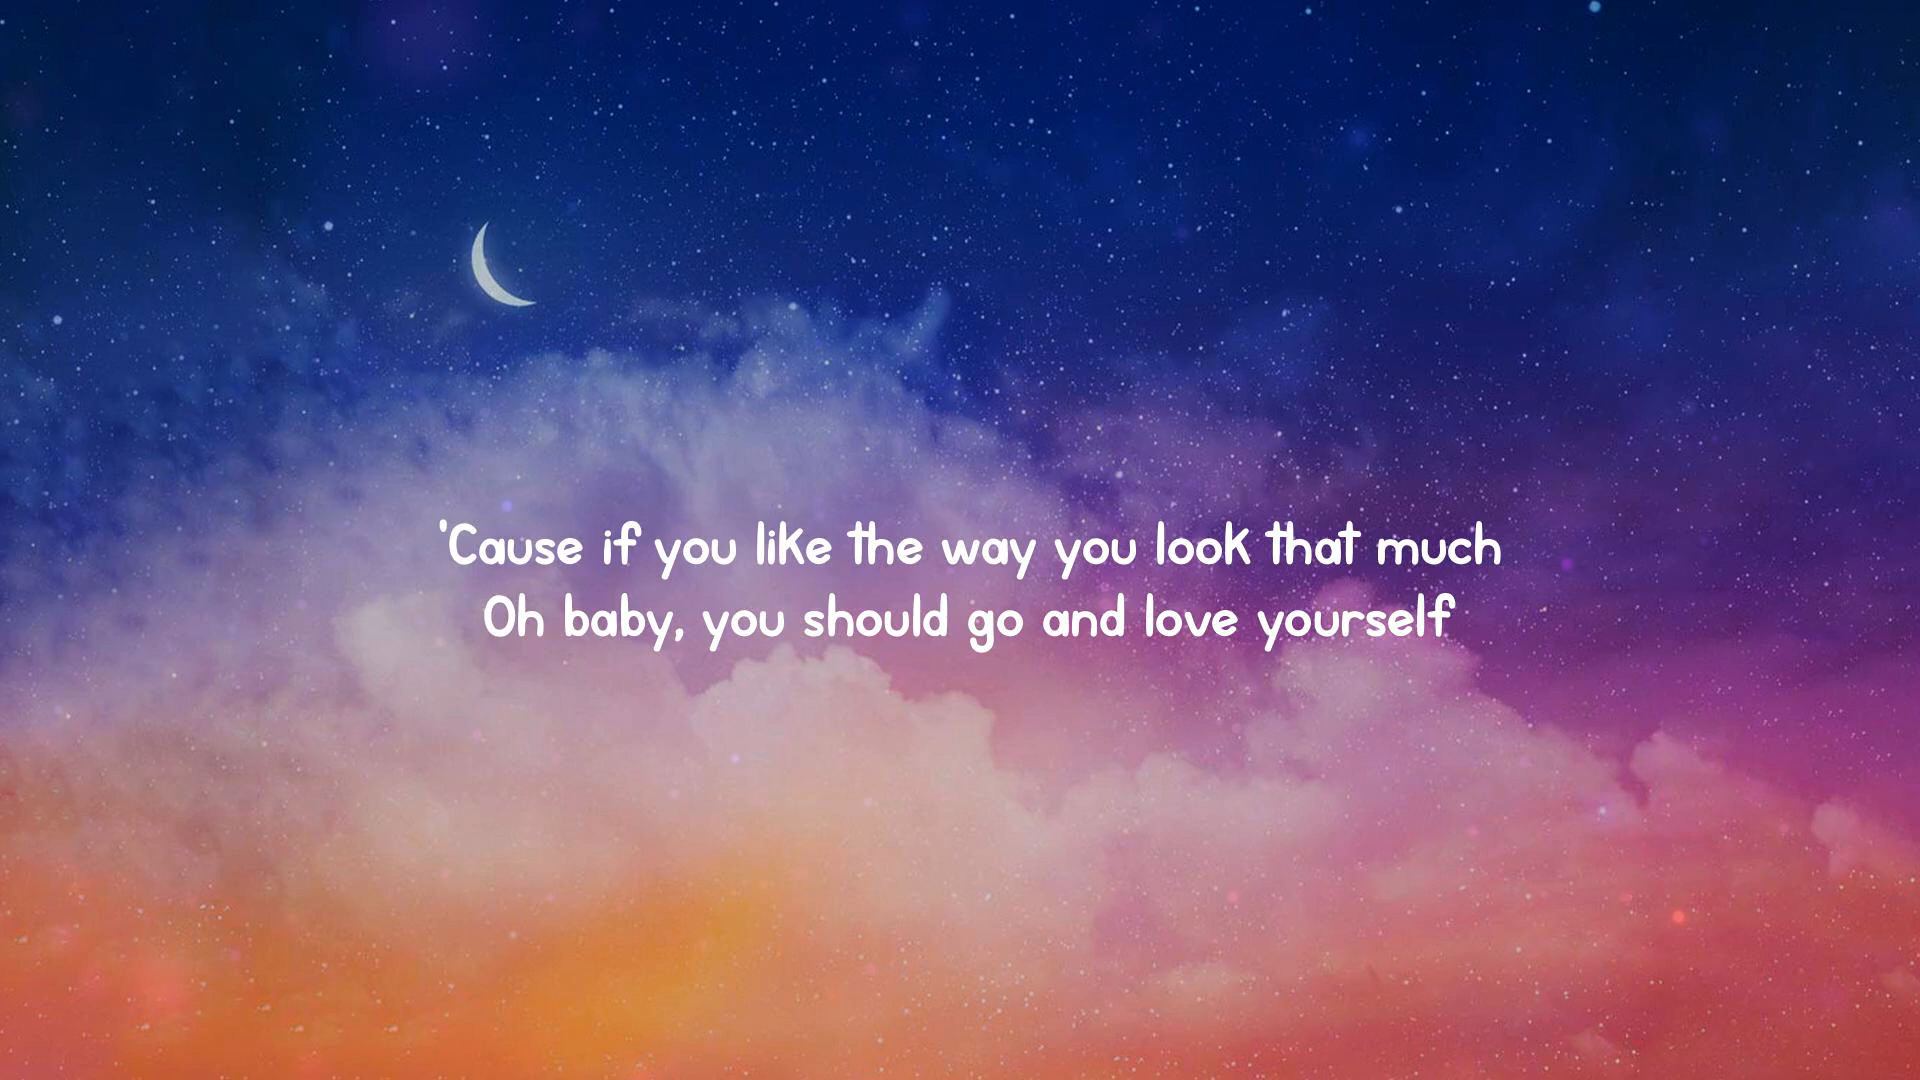 'Cause if you like the way you look that much
Oh baby, you should go and love yourself